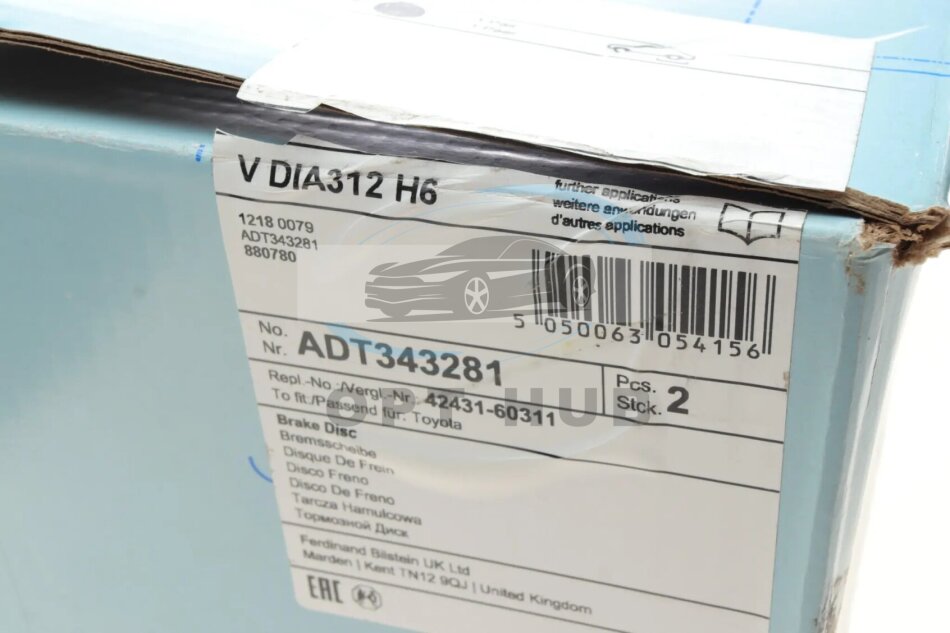 V DIA312 H6
further applications
weitere anwendungen
d'autres applications
1218 0079
ADT343281
880780
5 050063 054156
No.
Nr. ADT343281
Pcs.
Stck. 2
Repl.-No.:/Vergl.-Nr. 42431-60311
To fit:/Passend für: Toyota
OPT HUB
Brake Disc
Bremsscheibe
Disque De Frein
Disco Freno
Disco De Freno
Tarcza Hamulcowa
Тормозной Диск
Ferdinand Bilstein UK Ltd
Marden | Kent TN12 9QJ | United Kingdom
EAC